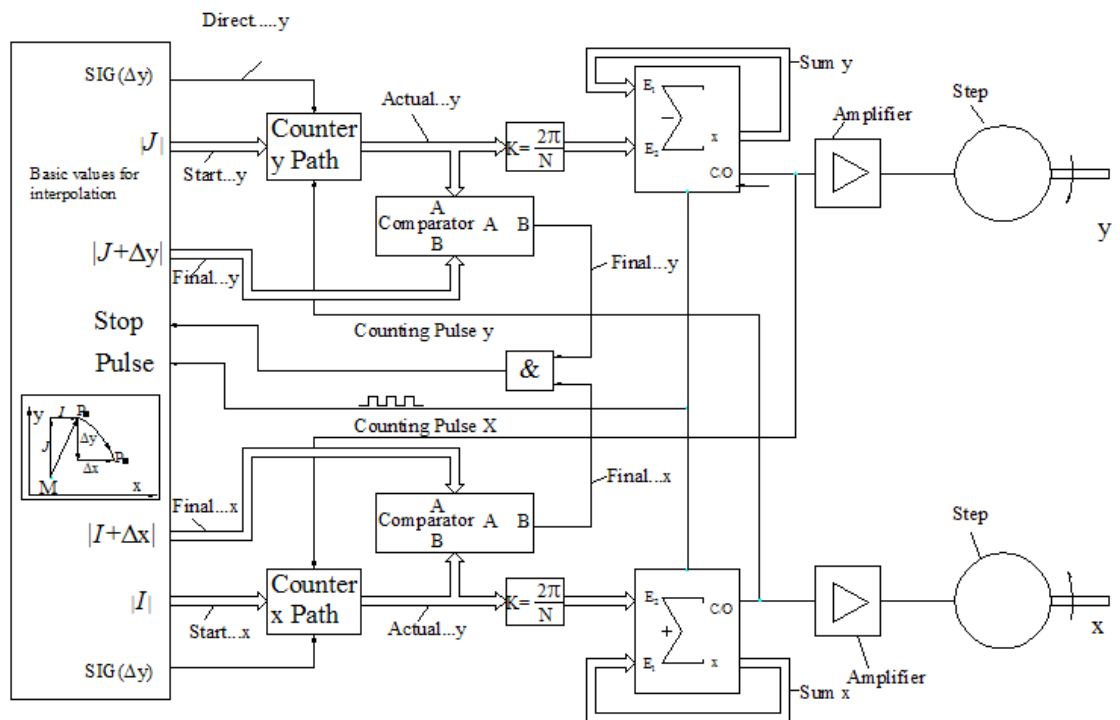 Direct.....y
SIG(Δy)
|J|
Start...y
Basic values for
interpolation
|J+Δy|
Final...y
Stop
Pulse
y
I
P
J
Δy
Δx
P
M
x
Final...x
|I+Δx|
|I|
Start...x
SIG(Δy)
Counter
y Path
Actual...y
K= 2π
N
A
Comparator A B
B
Final...y
Counting Pulse y
&
Counting Pulse X
Final...x
A
Comparator A B
B
Counter
x Path
Actual...y
K= 2π
N
Sum y
E1
−
x
E2
C/O
Amplifier
Step
y
E2
C/O
+
E1
x
Sum x
Amplifier
Step
x